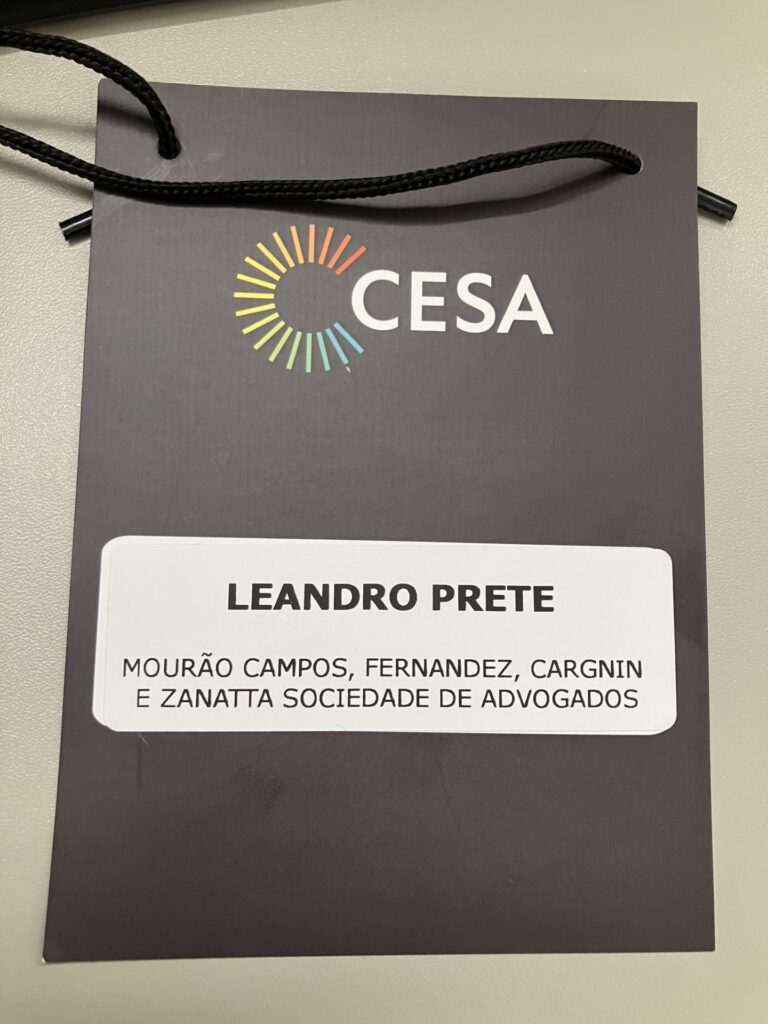 CESA
LEANDRO PRETE
MOURÃO CAMPOS, FERNANDEZ, CARGNIN
E ZANATTA SOCIEDADE DE ADVOGADOS